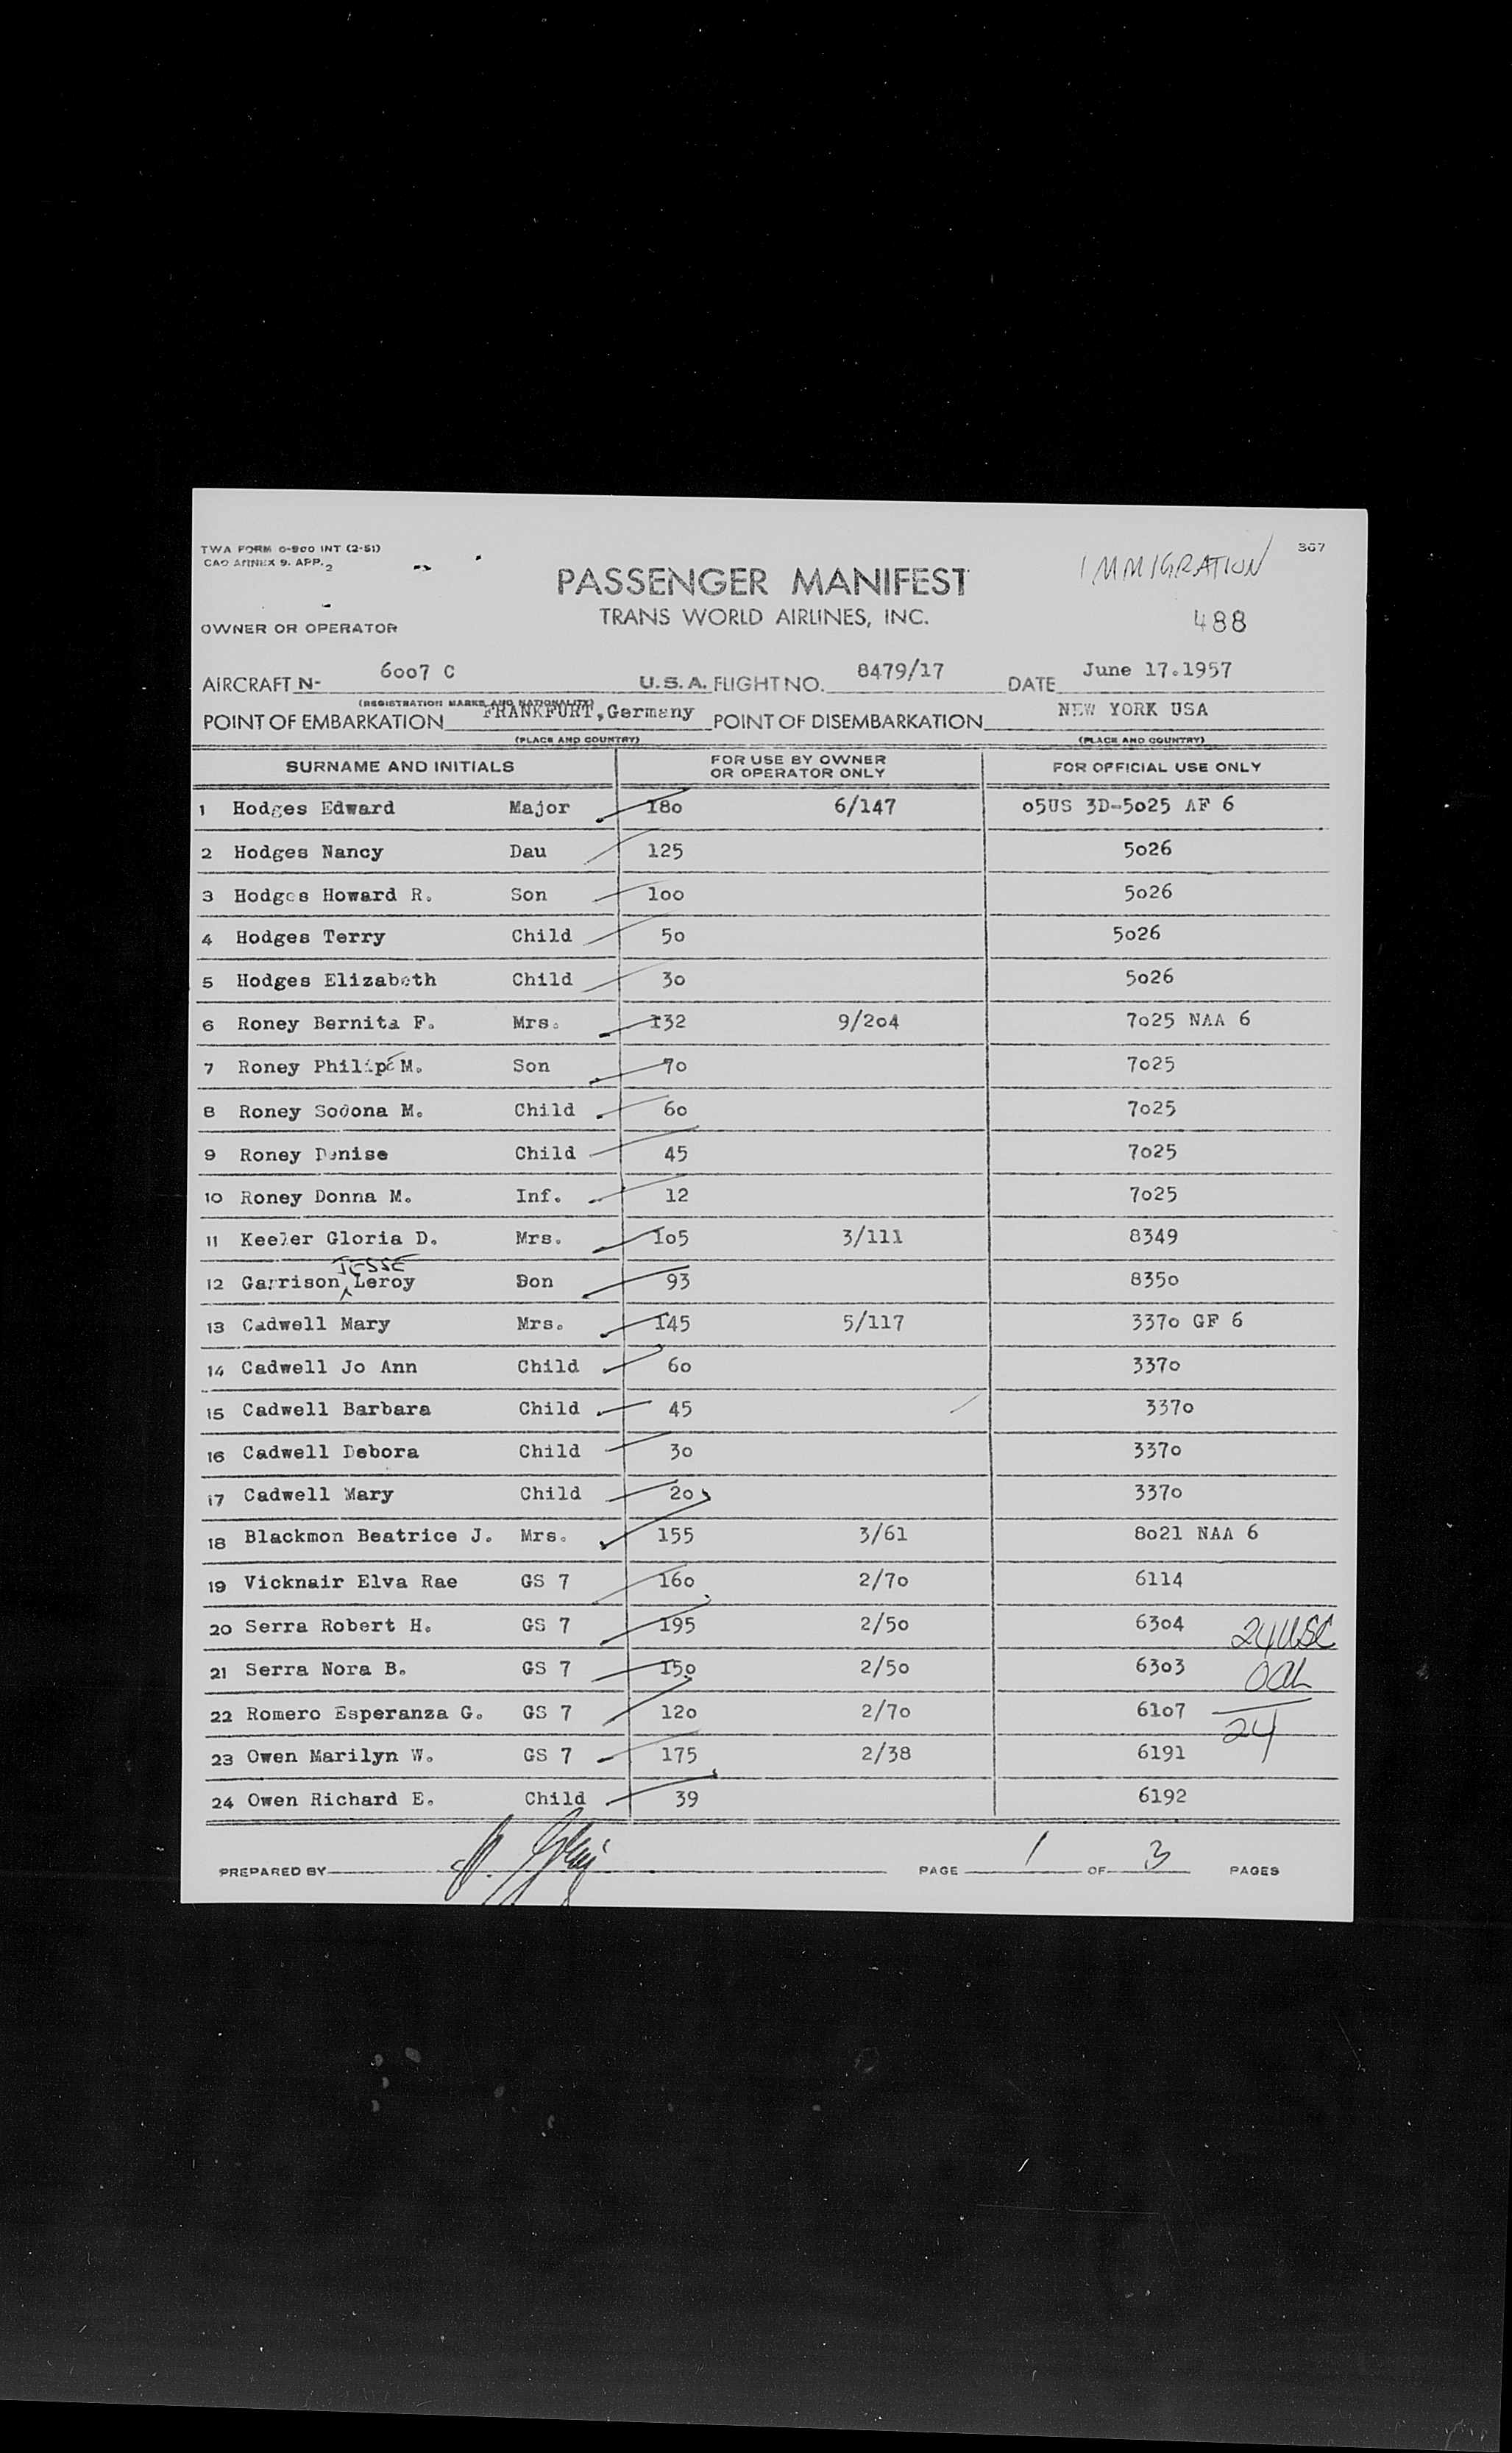 TWA FORM 0-900 INT (2-51)
CAO ANNEX 9. APP. 2
IMMIGRATION
367
PASSENGER MANIFEST
TRANS WORLD AIRLINES, INC.
488
OWNER OR OPERATOR
AIRCRAFT N- 6007 C U.S.A. FLIGHT NO. 8479/17 DATE June 17.1957
(REGISTRATION MARKS AND NATIONALITY)
POINT OF EMBARKATION FRANKFURT,Germany POINT OF DISEMBARKATION NEW YORK USA
(PLACE AND COUNTRY) (PLACE AND COUNTRY)
SURNAME AND INITIALS FOR USE BY OWNER OR OPERATOR ONLY FOR OFFICIAL USE ONLY
1 Hodges Edward Major 180 6/147 05US 3D-5025 AF 6
2 Hodges Nancy Dau 125 5026
3 Hodges Howard R. Son 100 5026
4 Hodges Terry Child 50 5026
5 Hodges Elizabeth Child 30 5026
6 Roney Bernita F. Mrs. 132 9/204 7025 NAA 6
7 Roney Philip M. Son 70 7025
8 Roney M. Child 60 7025
9 Roney Denise Child 45 7025
10 Roney Donna M. Inf. 12 7025
11 Keeler Gloria D. Mrs. 105 3/111 8349
JESSE
12 Garrison Leroy Son 93 8350
13 Cadwell Mary Mrs. 145 5/117 3370 GF 6
14 Cadwell Jo Ann Child 60 3370
15 Cadwell Barbara Child 45 3370
16 Cadwell Debora Child 30 3370
17 Cadwell Mary Child 20 3370
18 Blackmon Beatrice J. Mrs. 155 3/61 8021 NAA 6
19 Vicknair Elva Rae GS 7 160 2/70 6114
20 Serra Robert H. GS 7 195 2/50 6304 24 USC
21 Serra Nora B. GS 7 150 2/50 6303
22 Romero Esperanza G. GS 7 120 2/70 6107
24
23 Owen Marilyn W. GS 7 175 2/38 6191
24 Owen Richard E. Child 39 6192
PREPARED BY PAGE 1 OF 3 PAGES